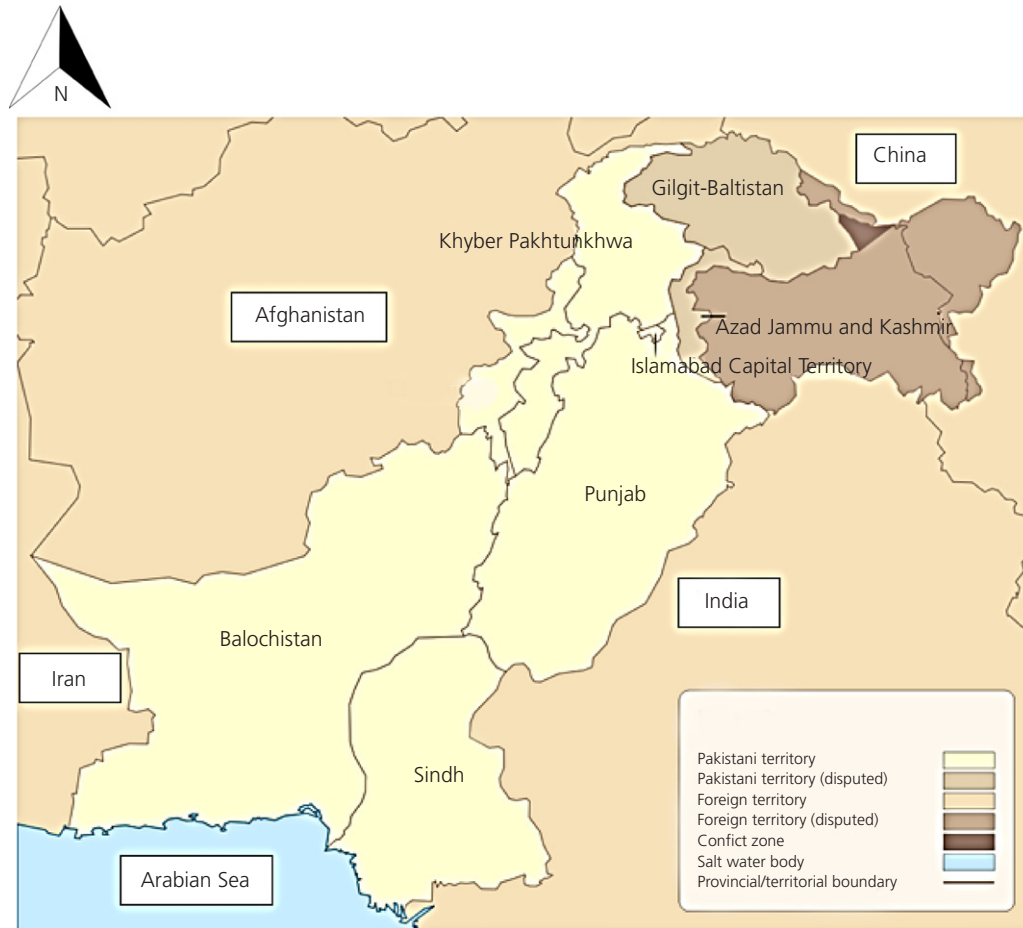 N
China
Gilgit-Baltistan
Khyber Pakhtunkhwa
Afghanistan
Azad Jammu and Kashmir
Islamabad Capital Territory
Punjab
India
Balochistan
Iran
Sindh
Arabian Sea
Pakistani territory
Pakistani territory (disputed)
Foreign territory
Foreign territory (disputed)
Confict zone
Salt water body
Provincial/territorial boundary